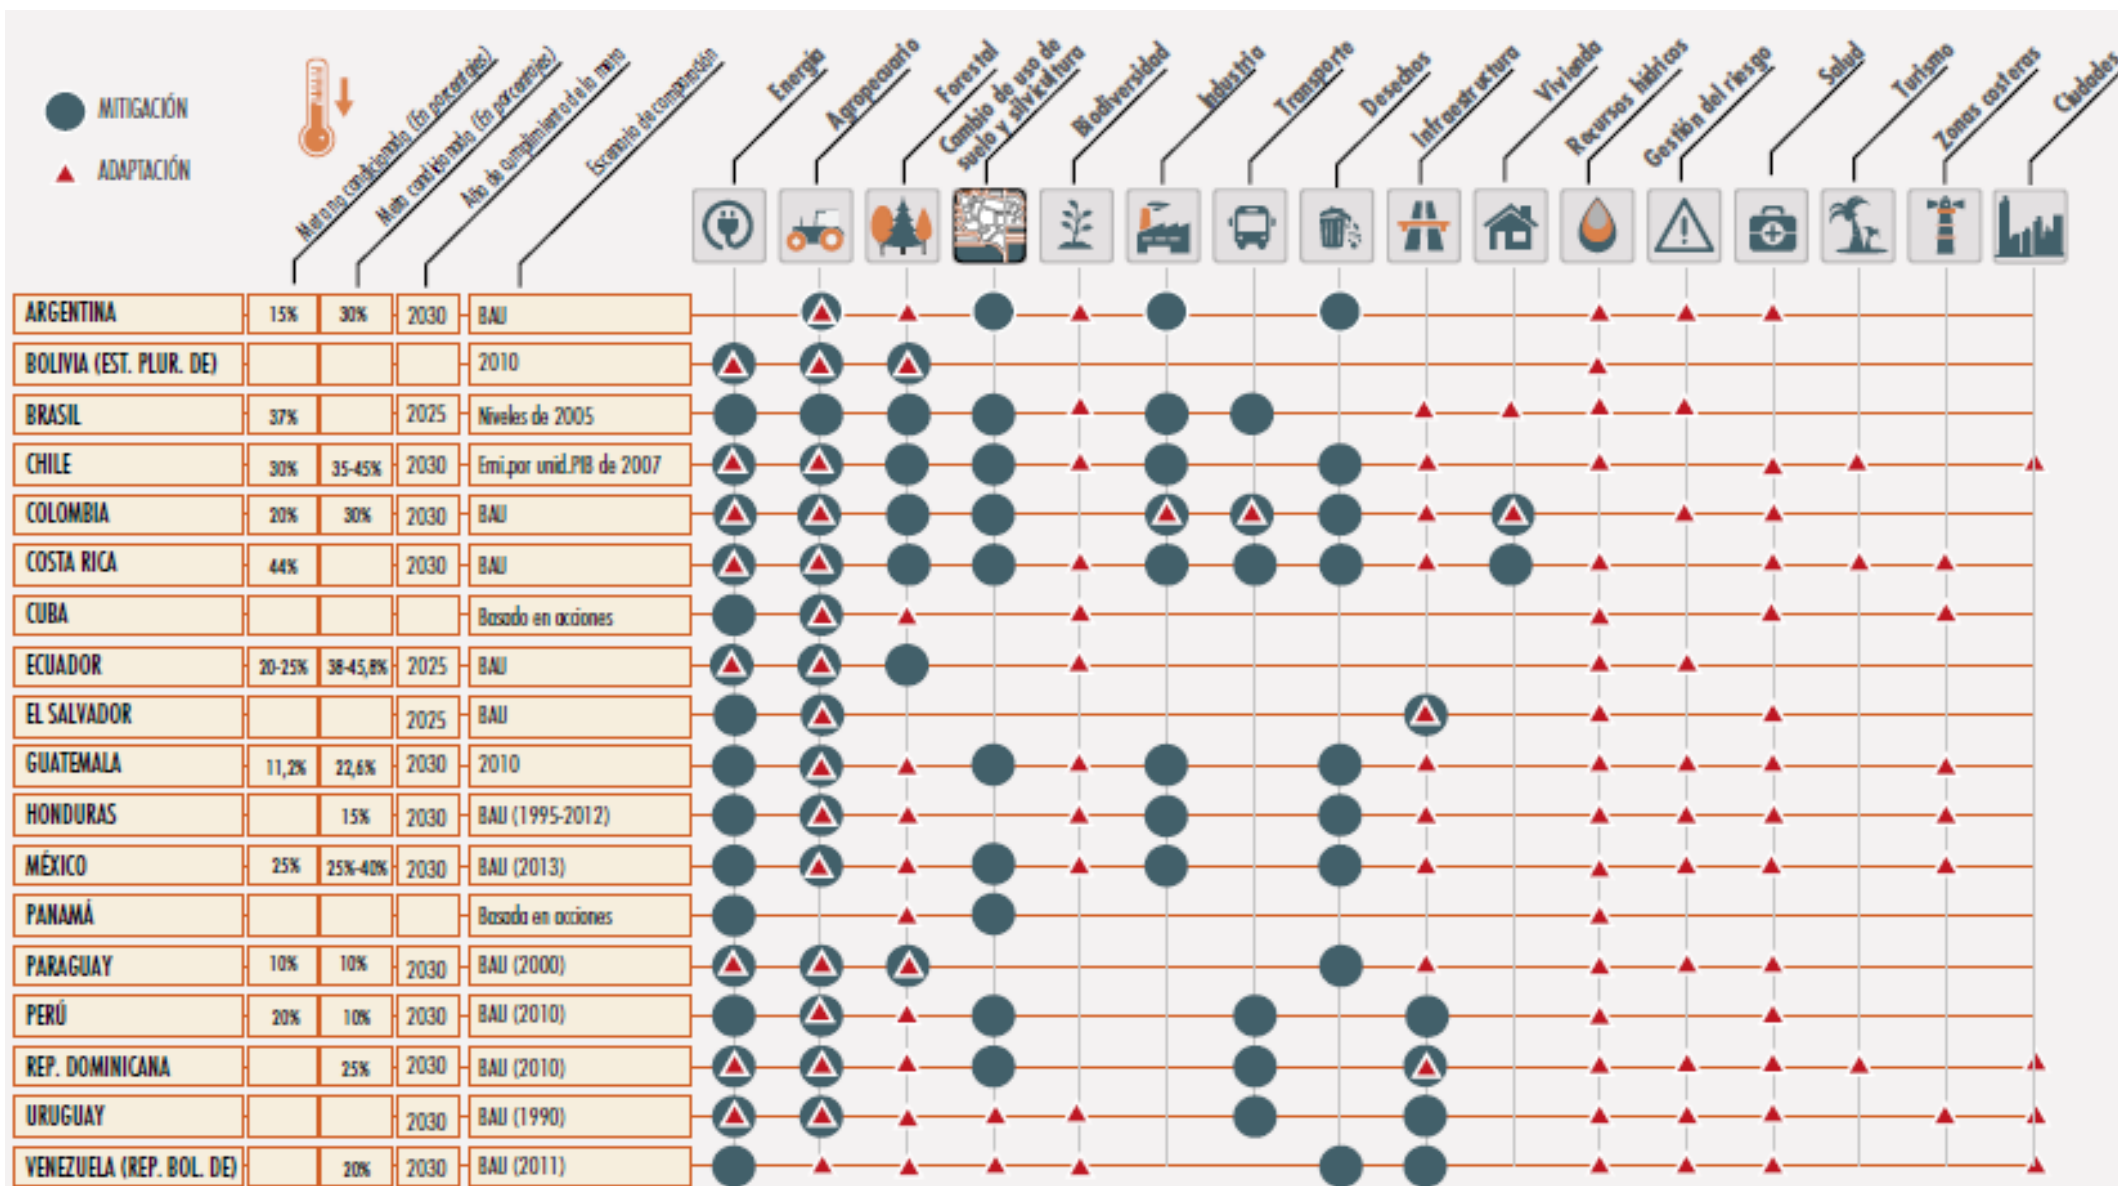 MITIGACIÓN
ADAPTACIÓN
Meta no condicionada (En porcentajes)
Meta condicionada (En porcentajes)
Año de cumplimiento de la meta
Escenario de comparación
Energía
Agropecuario
Forestal
Cambio de uso de
suelo y silvicultura
Biodiversidad
Industria
Transporte
Desechos
Infraestructura
Vivienda
Recursos hídricos
Gestión del riesgo
Salud
Turismo
Zonas costeras
Ciudades
ARGENTINA 15% 30% 2030 BAU
BOLIVIA (EST. PLUR. DE) 2010
BRASIL 37% 2025 Niveles de 2005
CHILE 30% 35-45% 2030 Emi.por unid.PIB de 2007
COLOMBIA 20% 30% 2030 BAU
COSTA RICA 44% 2030 BAU
CUBA Basado en acciones
ECUADOR 20-25% 38-45,8% 2025 BAU
EL SALVADOR 2025 BAU
GUATEMALA 11,2% 22,6% 2030 2010
HONDURAS 15% 2030 BAU (1995-2012)
MÉXICO 25% 25%-40% 2030 BAU (2013)
PANAMÁ Basada en acciones
PARAGUAY 10% 10% 2030 BAU (2000)
PERÚ 20% 10% 2030 BAU (2010)
REP. DOMINICANA 25% 2030 BAU (2010)
URUGUAY 2030 BAU (1990)
VENEZUELA (REP. BOL. DE) 20% 2030 BAU (2011)